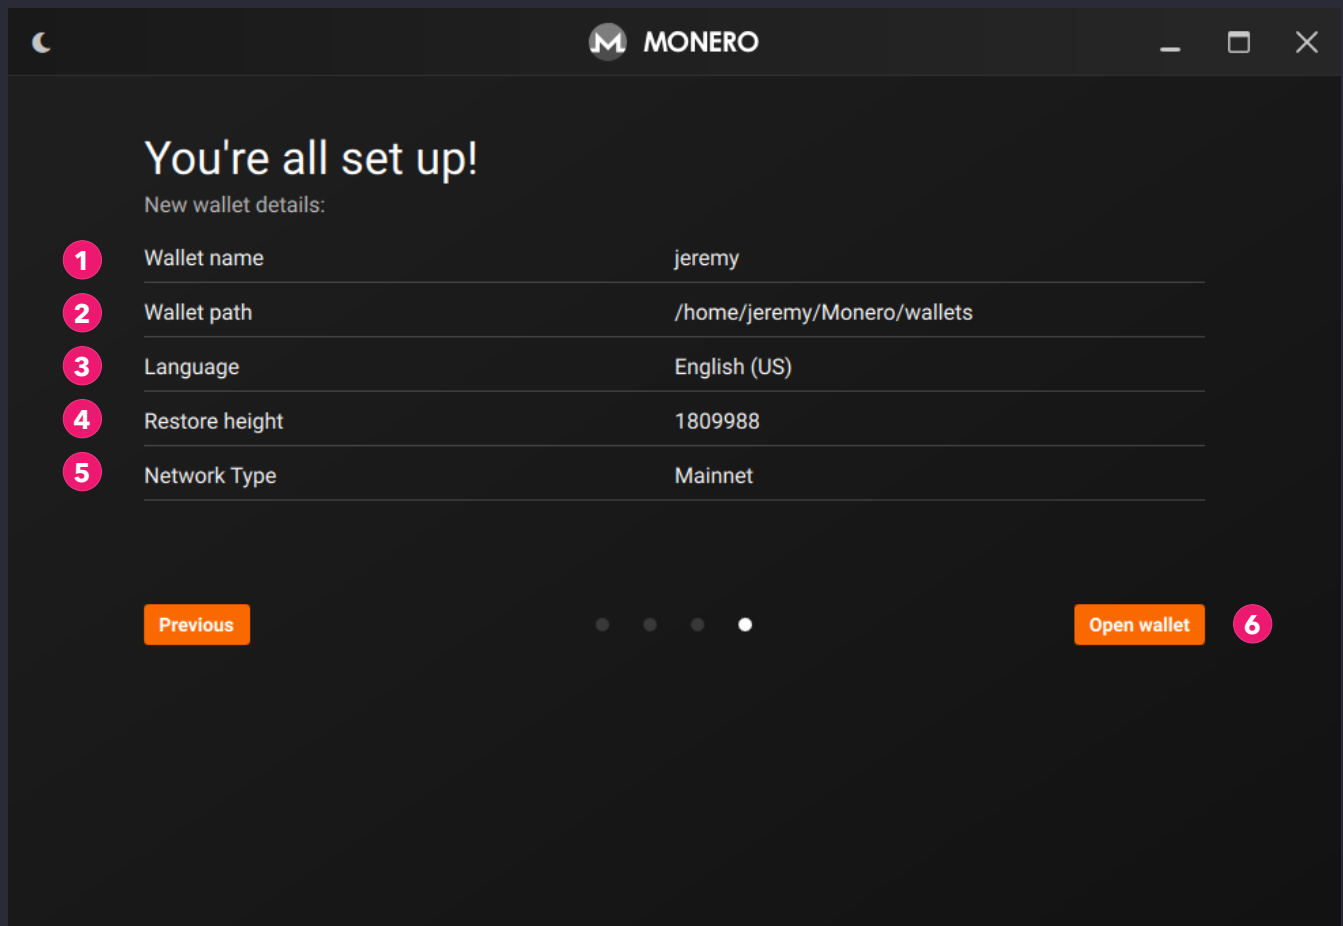 MONERO
You're all set up!
New wallet details:
1 Wallet name jeremy
2 Wallet path /home/jeremy/Monero/wallets
3 Language English (US)
4 Restore height 1809988
5 Network Type Mainnet
Previous Open wallet 6